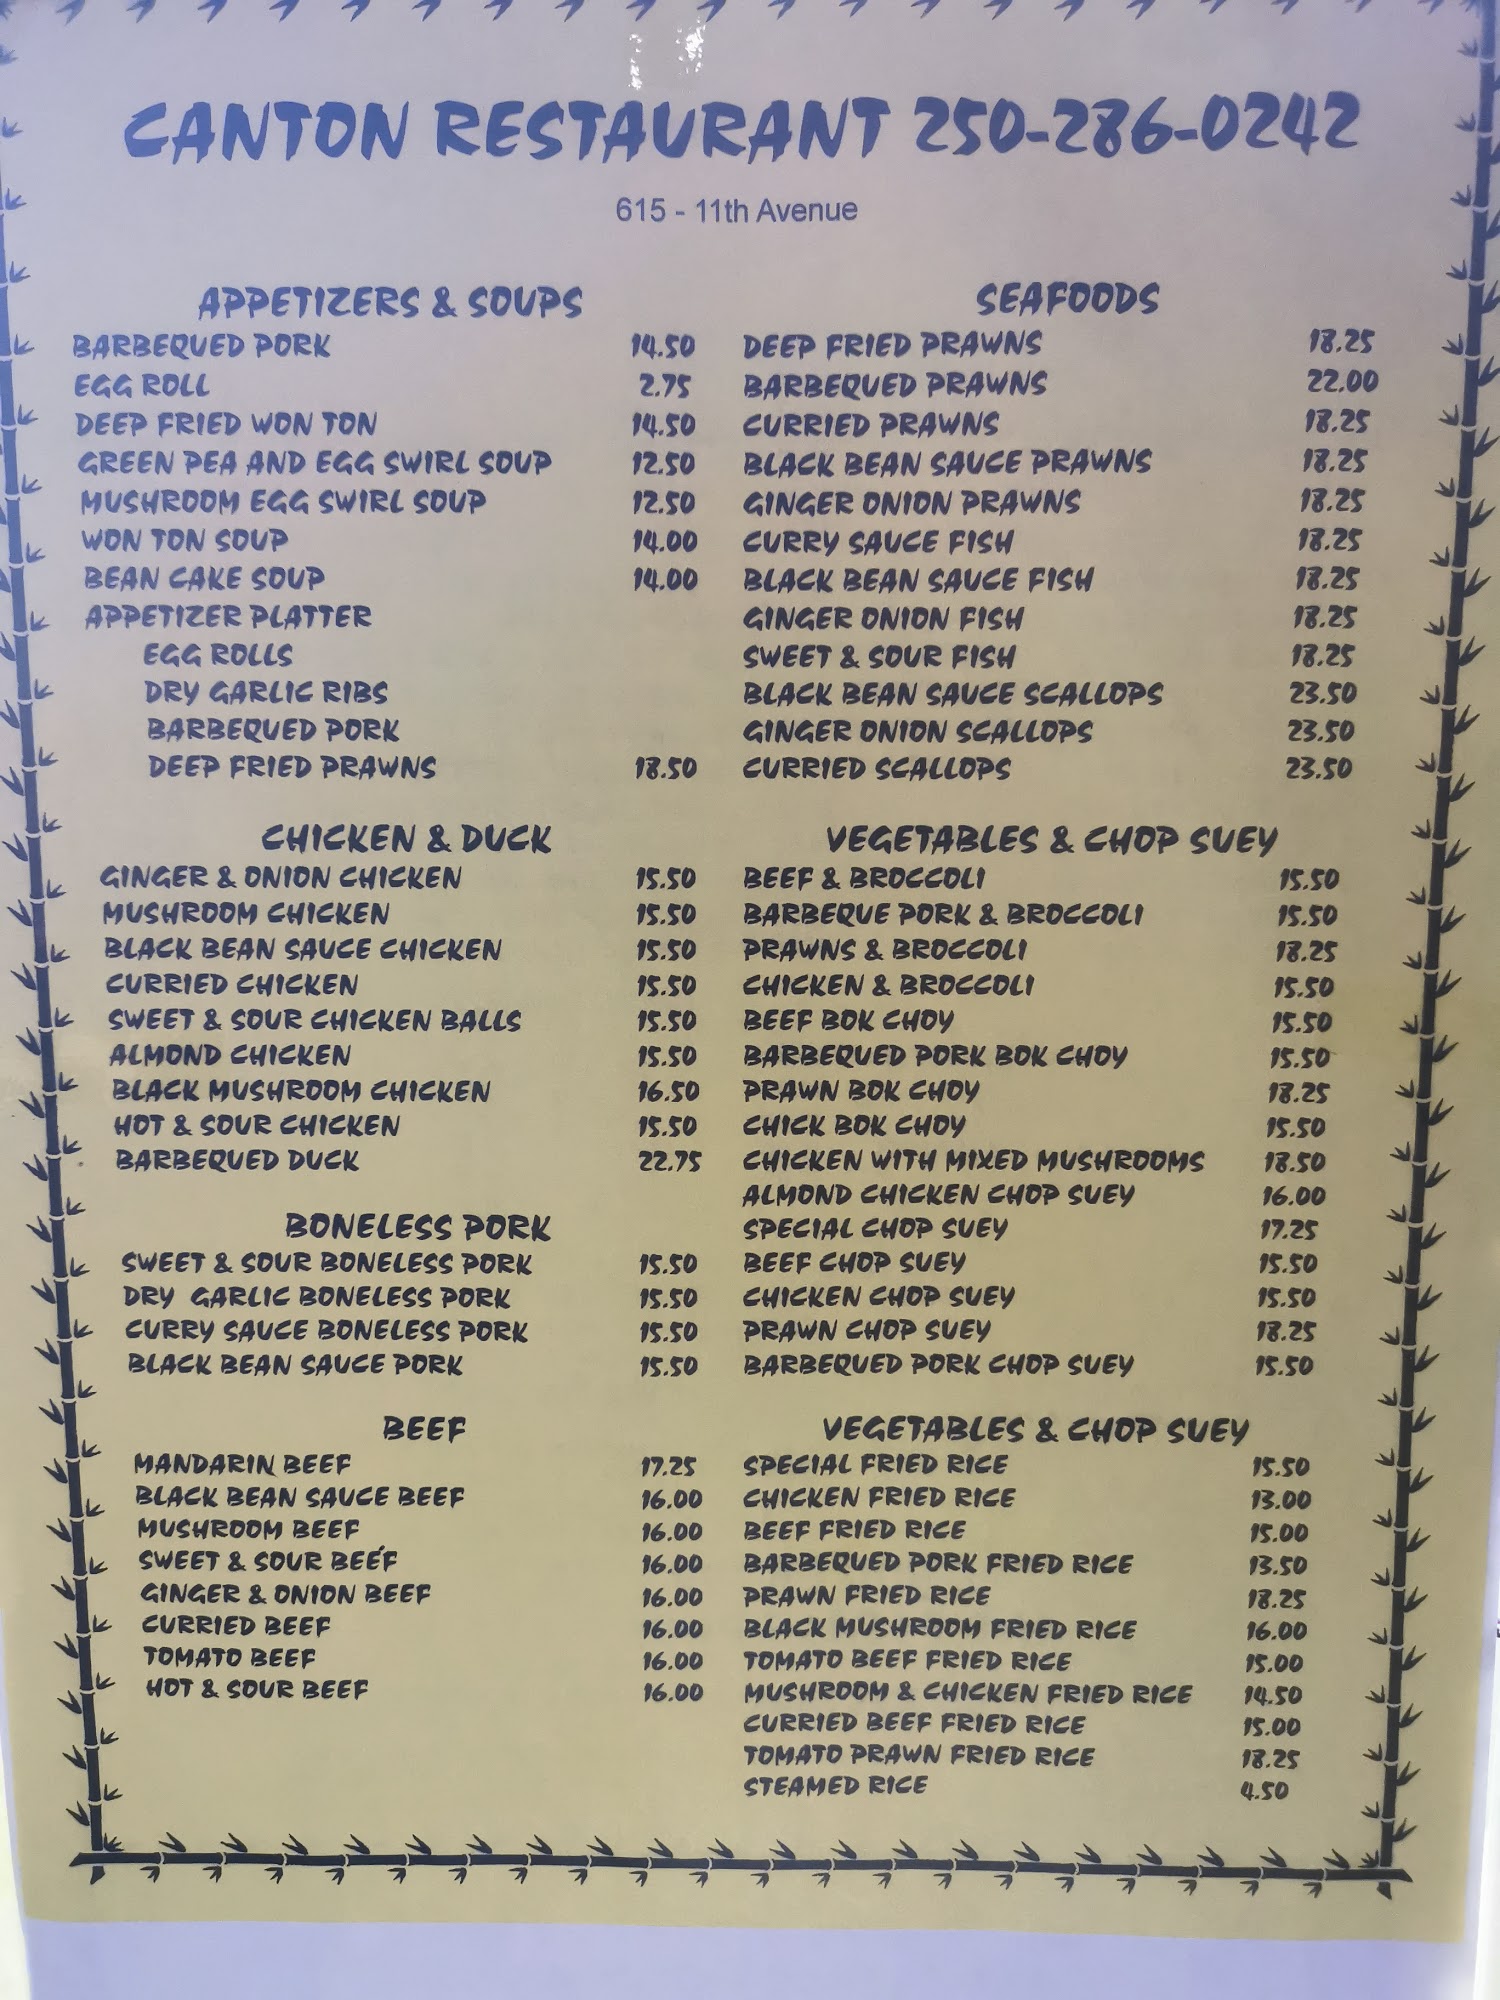 CANTON RESTAURANT 250-286-0242
615 - 11th Avenue
APPETIZERS & SOUPS
BARBEQUED PORK 14.50
EGG ROLL 2.75
DEEP FRIED WON TON 14.50
GREEN PEA AND EGG SWIRL SOUP 12.50
MUSHROOM EGG SWIRL SOUP 12.50
WON TON SOUP 14.00
BEAN CAKE SOUP 14.00
APPETIZER PLATTER
EGG ROLLS
DRY GARLIC RIBS
BARBEQUED PORK
DEEP FRIED PRAWNS 18.50
CHICKEN & DUCK
GINGER & ONION CHICKEN 15.50
MUSHROOM CHICKEN 15.50
BLACK BEAN SAUCE CHICKEN 15.50
CURRIED CHICKEN 15.50
SWEET & SOUR CHICKEN BALLS 15.50
ALMOND CHICKEN 15.50
BLACK MUSHROOM CHICKEN 16.50
HOT & SOUR CHICKEN 15.50
BARBEQUED DUCK 22.75
BONELESS PORK
SWEET & SOUR BONELESS PORK 15.50
DRY GARLIC BONELESS PORK 15.50
CURRY SAUCE BONELESS PORK 15.50
BLACK BEAN SAUCE PORK 15.50
BEEF
MANDARIN BEEF 17.25
BLACK BEAN SAUCE BEEF 16.00
MUSHROOM BEEF 16.00
SWEET & SOUR BEEF 16.00
GINGER & ONION BEEF 16.00
CURRIED BEEF 16.00
TOMATO BEEF 16.00
HOT & SOUR BEEF 16.00
SEAFOODS
DEEP FRIED PRAWNS 18.25
BARBEQUED PRAWNS 22.00
CURRIED PRAWNS 18.25
BLACK BEAN SAUCE PRAWNS 18.25
GINGER ONION PRAWNS 18.25
CURRY SAUCE FISH 18.25
BLACK BEAN SAUCE FISH 18.25
GINGER ONION FISH 18.25
SWEET & SOUR FISH 18.25
BLACK BEAN SAUCE SCALLOPS 23.50
GINGER ONION SCALLOPS 23.50
CURRIED SCALLOPS 23.50
VEGETABLES & CHOP SUEY
BEEF & BROCCOLI 15.50
BARBEQUE PORK & BROCCOLI 15.50
PRAWNS & BROCCOLI 18.25
CHICKEN & BROCCOLI 15.50
BEEF BOK CHOY 15.50
BARBEQUED PORK BOK CHOY 15.50
PRAWN BOK CHOY 18.25
CHICK BOK CHOY 15.50
CHICKEN WITH MIXED MUSHROOMS 18.50
ALMOND CHICKEN CHOP SUEY 16.00
SPECIAL CHOP SUEY 17.25
BEEF CHOP SUEY 15.50
CHICKEN CHOP SUEY 15.50
PRAWN CHOP SUEY 18.25
BARBEQUED PORK CHOP SUEY 15.50
VEGETABLES & CHOP SUEY
SPECIAL FRIED RICE 15.50
CHICKEN FRIED RICE 13.00
BEEF FRIED RICE 15.00
BARBEQUED PORK FRIED RICE 13.50
PRAWN FRIED RICE 18.25
BLACK MUSHROOM FRIED RICE 16.00
TOMATO BEEF FRIED RICE 15.00
MUSHROOM & CHICKEN FRIED RICE 14.50
CURRIED BEEF FRIED RICE 15.00
TOMATO PRAWN FRIED RICE 18.25
STEAMED RICE 4.50